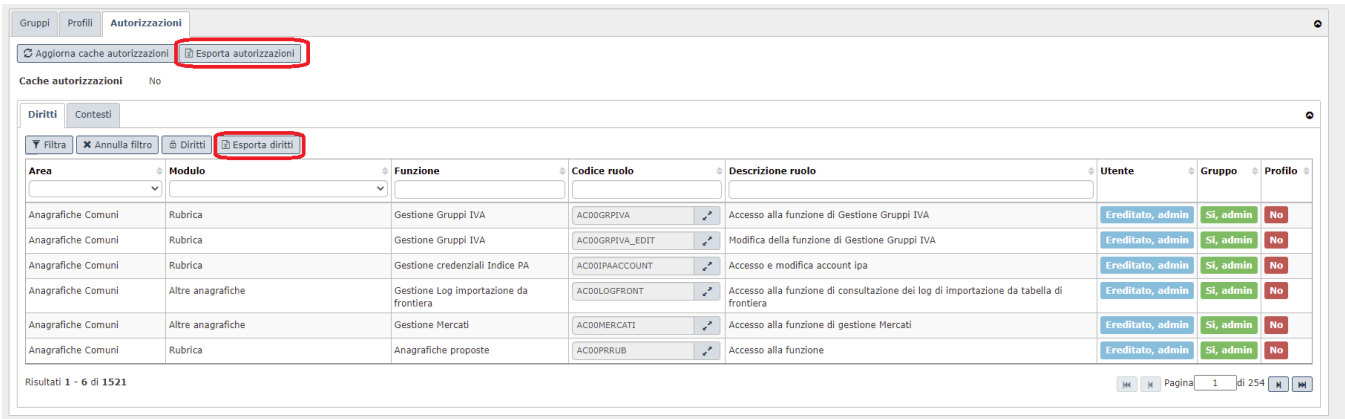 Gruppi Profili Autorizzazioni
Aggiorna cache autorizzazioni Esporta autorizzazioni
Cache autorizzazioni No
Diritti Contesti
Filtra Annulla filtro Diritti Esporta diritti
Area Modulo Funzione Codice ruolo Descrizione ruolo Utente Gruppo Profilo
Anagrafiche Comuni Rubrica Gestione Gruppi IVA AC00GRPIVA Accesso alla funzione di Gestione Gruppi IVA Ereditato, admin Si, admin No
Anagrafiche Comuni Rubrica Gestione Gruppi IVA AC00GRPIVA_EDIT Modifica della funzione di Gestione Gruppi IVA Ereditato, admin Si, admin No
Anagrafiche Comuni Rubrica Gestione credenziali Indice PA AC00IPAACCOUNT Accesso e modifica account ipa Ereditato, admin Si, admin No
Anagrafiche Comuni Altre anagrafiche Gestione Log importazione da AC00LOGFRONT Accesso alla funzione di consultazione dei log di importazione da tabella di Ereditato, admin Si, admin No
frontiera frontiera
Anagrafiche Comuni Altre anagrafiche Gestione Mercati AC00MERCATI Accesso alla funzione di gestione Mercati Ereditato, admin Si, admin No
Anagrafiche Comuni Rubrica Anagrafiche proposte AC00PRRUB Accesso alla funzione Ereditato, admin Si, admin No
Risultati 1 - 6 di 1521 Pagina 1 di 254